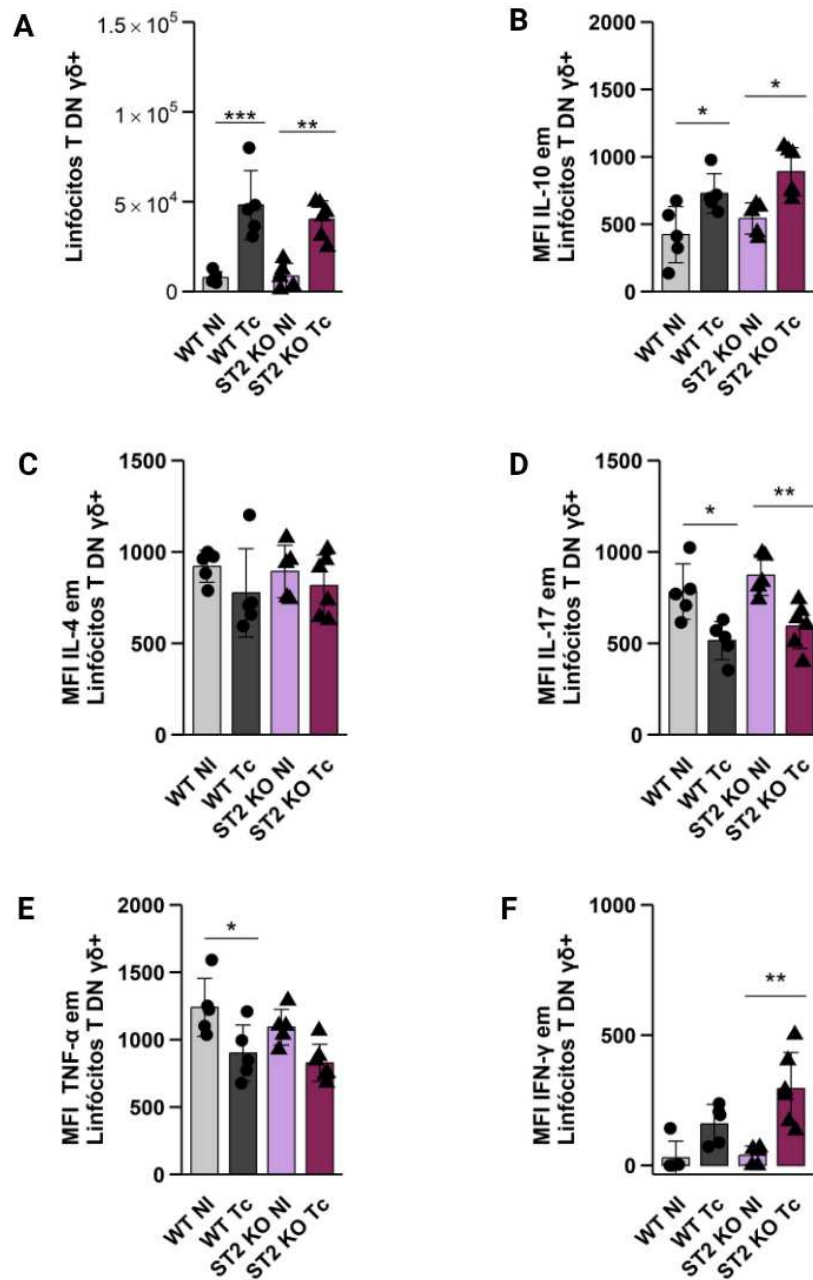 A
Linfócitos T DN γδ+
1.5×10⁵
1×10⁵
5×10⁴
0
***
**
WT NI
WT Tc
ST2 KO NI
ST2 KO Tc
B
MFI IL-10 em
Linfócitos T DN γδ+
2000
1500
1000
500
0
*
*
WT NI
WT Tc
ST2 KO NI
ST2 KO Tc
C
MFI IL-4 em
Linfócitos T DN γδ+
1500
1000
500
0
WT NI
WT Tc
ST2 KO NI
ST2 KO Tc
D
MFI IL-17 em
Linfócitos T DN γδ+
1500
1000
500
0
*
**
WT NI
WT Tc
ST2 KO NI
ST2 KO Tc
E
MFI TNF-α em
Linfócitos T DN γδ+
2000
1500
1000
500
0
*
WT NI
WT Tc
ST2 KO NI
ST2 KO Tc
F
MFI IFN-γ em
Linfócitos T DN γδ+
1000
500
0
**
WT NI
WT Tc
ST2 KO NI
ST2 KO Tc